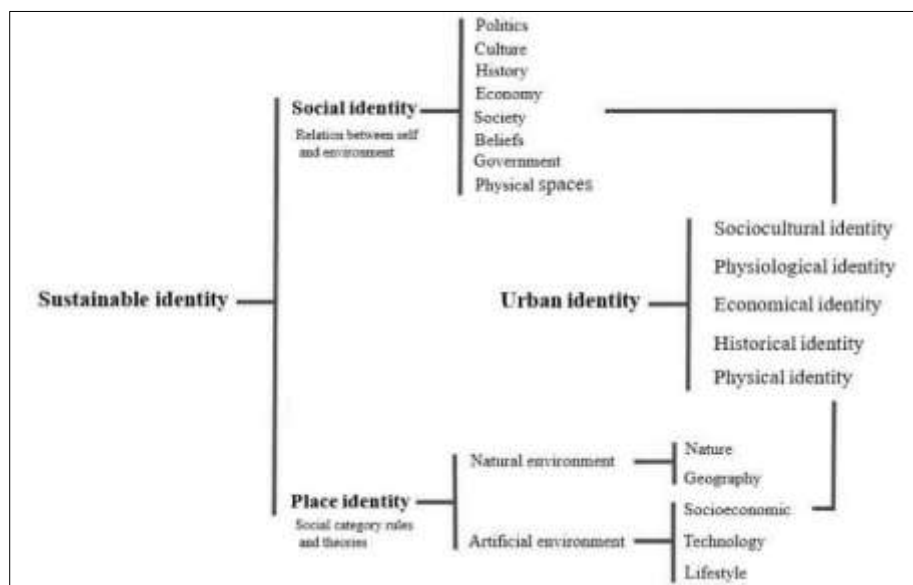 Politics
Culture
History
Economy
Society
Beliefs
Government
Physical spaces
Social identity
Relation between self
and environment
Sociocultural identity
Physiological identity
Economical identity
Historical identity
Physical identity
Urban identity
Sustainable identity
Natural environment
Nature
Geography
Place identity
Social category rules
and theories
Artificial environment
Socioeconomic
Technology
Lifestyle